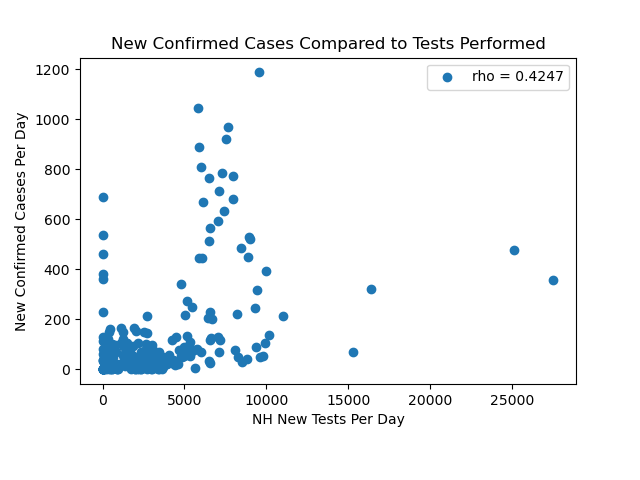 New Confirmed Cases Compared to Tests Performed
rho = 0.4247
1200
1000
800
600
400
200
0
New Confirmed Caeses Per Day
0 5000 10000 15000 20000 25000
NH New Tests Per Day